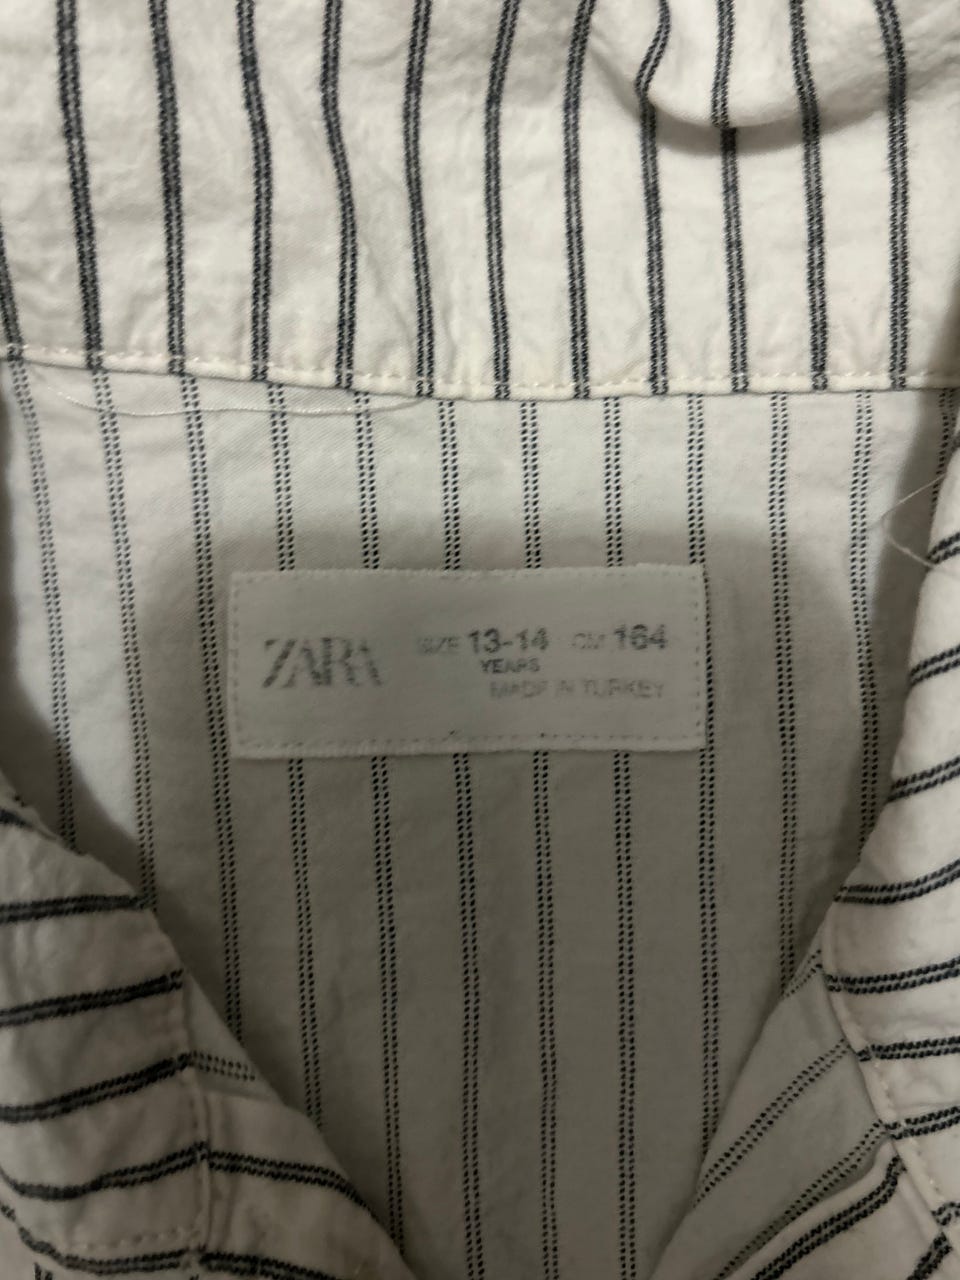 ZARA
SIZE 13-14 CM 164
YEARS
MADE IN TURKEY